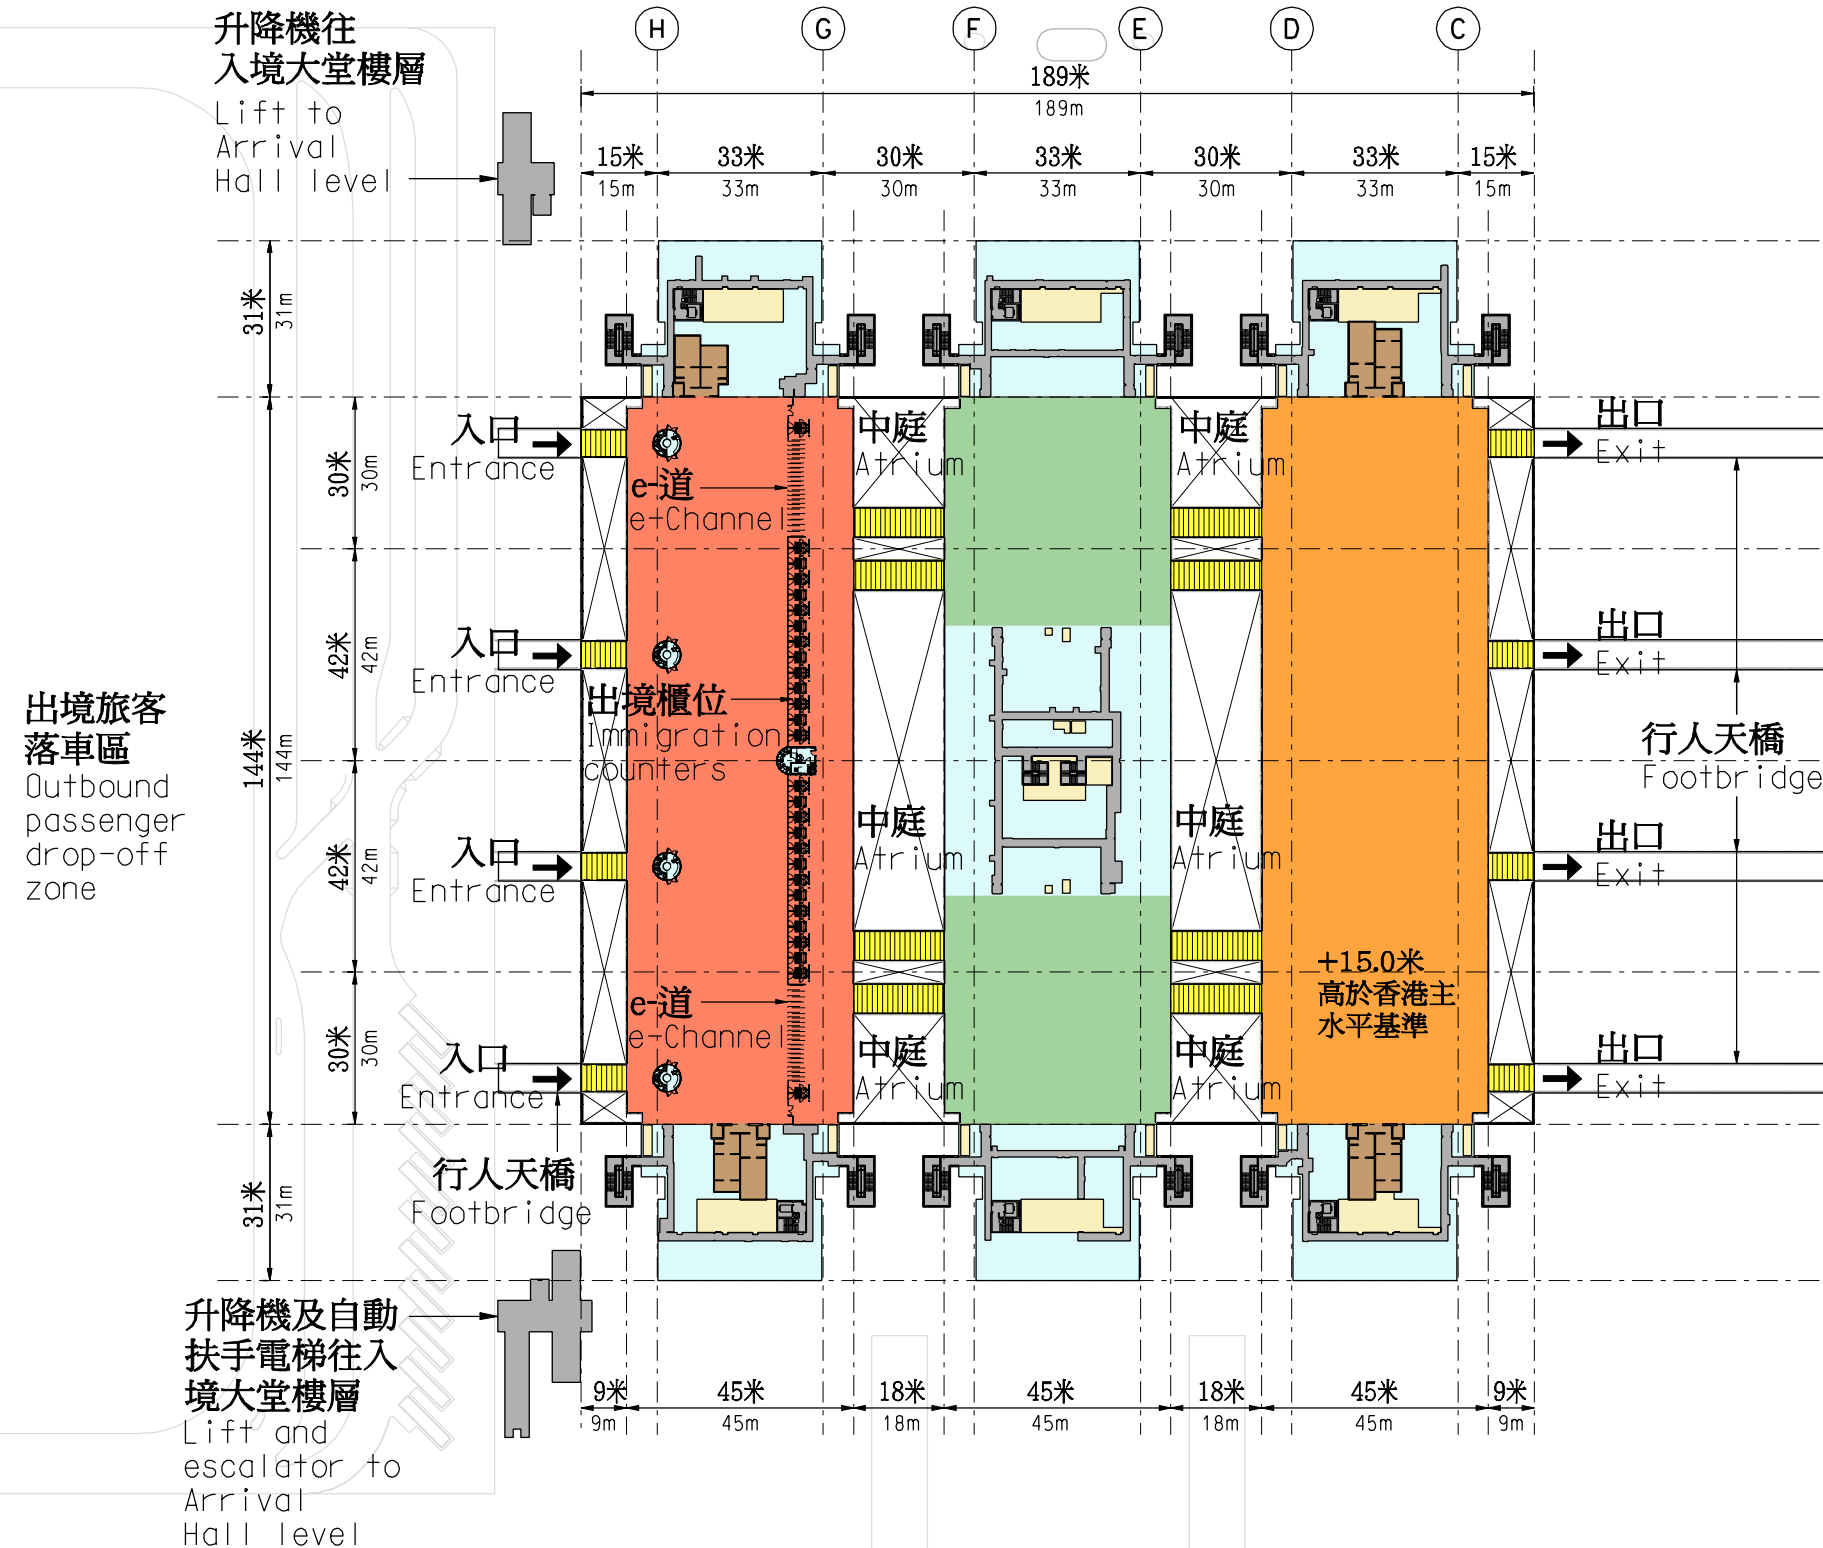 升降機往
入境大堂樓層
Lift to
Arrival
Hall level
H
G
F
E
D
C
189米
189m
15米
33米
30米
33米
30米
33米
15米
15m
33m
30m
33m
30m
33m
15m
31米
31m
144米
144m
30米
30m
42米
42m
42米
42m
30米
30m
31米
31m
入口
Entrance
入口
Entrance
入口
Entrance
入口
Entrance
e-道
e-Channel
出境櫃位
Immigration
counters
e-道
e-Channel
中庭
Atrium
中庭
Atrium
中庭
Atrium
中庭
Atrium
中庭
Atrium
中庭
Atrium
+15.0米
高於香港主
水平基準
出口
Exit
出口
Exit
出口
Exit
出口
Exit
行人天橋
Footbridge
出境旅客
落車區
Outbound
passenger
drop-off
zone
行人天橋
Footbridge
升降機及自動
扶手電梯往入
境大堂樓層
Lift and
escalator to
Arrival
Hall level
9米
45米
18米
45米
18米
45米
9米
9m
45m
18m
45m
18m
45m
9m